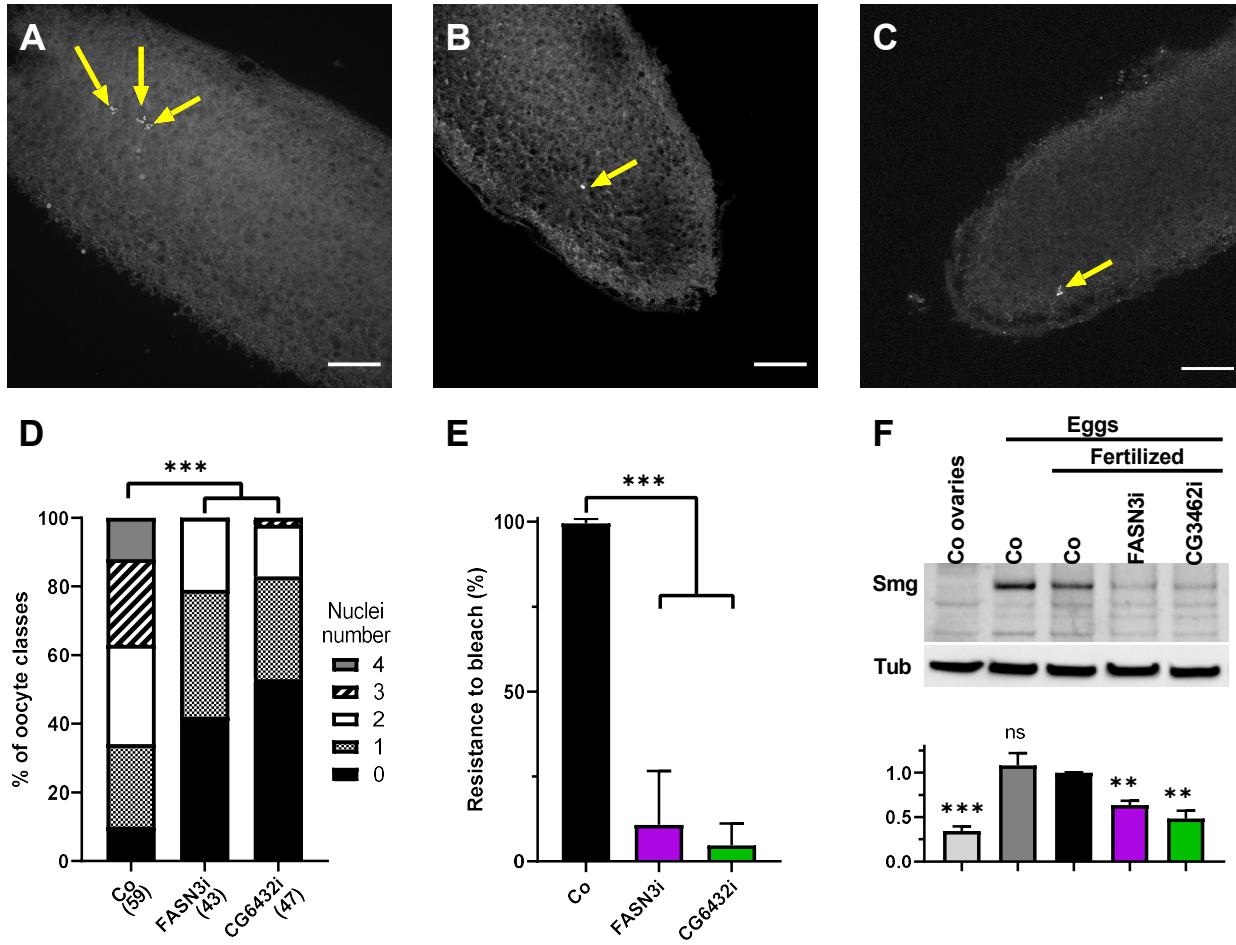 A
B
C
D
***
% of oocyte classes
100
80
60
40
20
0
Nuclei
number
4
3
2
1
0
Co
(59)
FASN3i
(43)
CG6432i
(47)
E
***
Resistance to bleach (%)
100
50
0
Co
FASN3i
CG6432i
F
Eggs
Fertilized
Co ovaries
Co
Co
FASN3i
CG3462i
Smg
Tub
1.0
0.5
0.0
***
ns
**
**